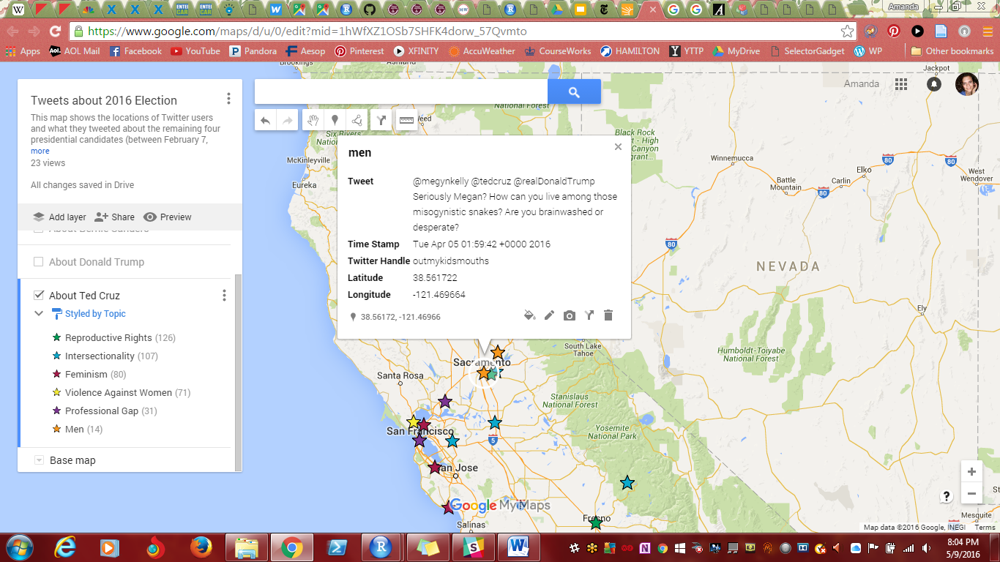 Amanda
https://www.google.com/maps/d/u/0/edit?mid=1hWfXZ1OSb7SHFK4dorw_57Qvmto
Apps AOL Mail Facebook YouTube Pandora Aesop Pinterest XFINITY AccuWeather CourseWorks HAMILTON YTTP MyDrive SelectorGadget WP Other bookmarks
Tweets about 2016 Election
This map shows the locations of Twitter users
and what they tweeted about the remaining four
presidential candidates (between February 7,
more
23 views
All changes saved in Drive
Add layer Share Preview
About Bernie Sanders
About Donald Trump
About Ted Cruz
Styled by Topic
Reproductive Rights (126)
Intersectionality (107)
Feminism (80)
Violence Against Women (71)
Professional Gap (31)
Men (14)
Base map
Amanda
men
Tweet @megynkelly @tedcruz @realDonaldTrump
Seriously Megan? How can you live among those
misogynistic snakes? Are you brainwashed or
desperate?
Time Stamp Tue Apr 05 01:59:42 +0000 2016
Twitter Handle outmykidsmouths
Latitude 38.561722
Longitude -121.469664
38.56172, -121.46966
Brookings
Ashland
Jackpot
National Forest
Weed
Six Rivers
McKinleyville
Eureka
Black Rock
High
Canyon
Winnemucca
80
80
Elko
West
Wendover
Battle
Mountain
Carlin
80
80
NEVADA
Ely
South Lake
Tahoe
Humboldt-Toiyabe
National Forest
Sacramento
Santa Rosa
Stanislaus
National Forest
Yosemite
National Park
San Francisco
5
San Jose
Google My Maps
Salinas
Fresno
Mesquite
Map data ©2016 Google, INEGI Terms
8:04 PM
5/9/2016